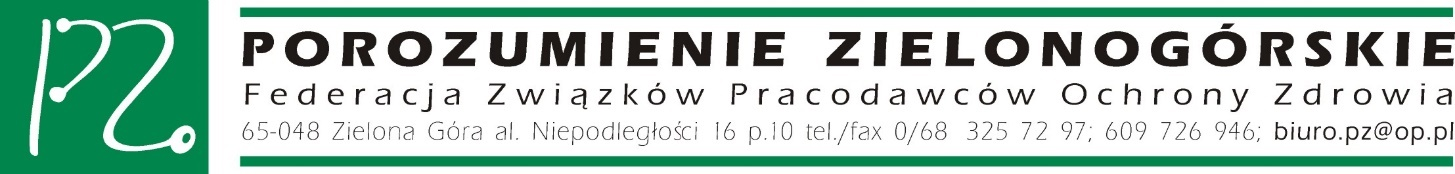 PZ
POROZUMIENIE ZIELONOGÓRSKIE
Federacja Związków Pracodawców Ochrony Zdrowia
65-048 Zielona Góra al. Niepodległości 16 p.10 tel./fax 0/68 325 72 97; 609 726 946; biuro.pz@op.pl